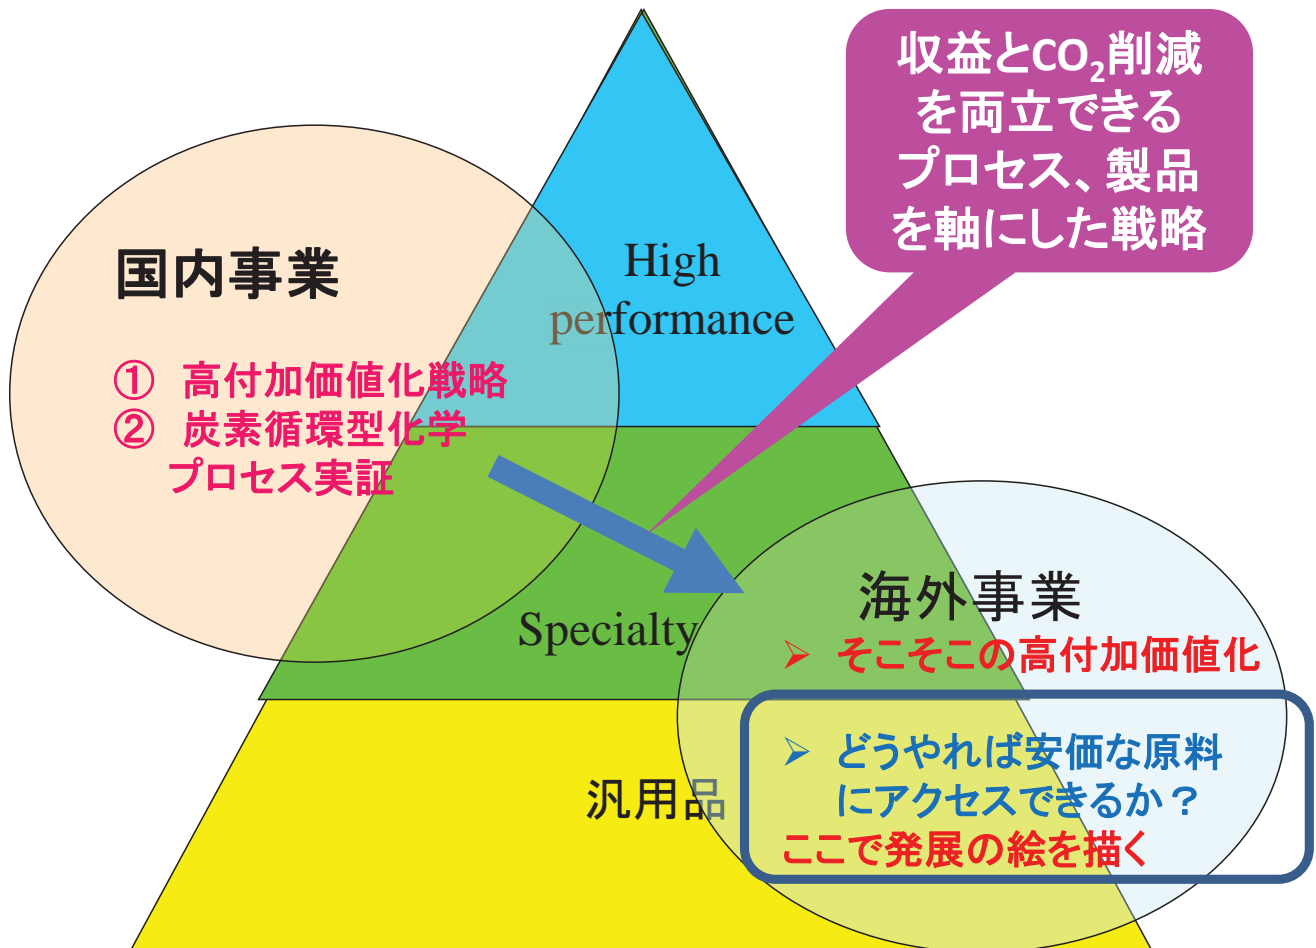 収益とCO₂削減
を両立できる
プロセス、製品
を軸にした戦略
国内事業
① 高付加価値化戦略
② 炭素循環型化学
プロセス実証
High
performance
Specialty
汎用品
海外事業
➢ そこそこの高付加価値化
➢ どうやれば安価な原料
にアクセスできるか？
ここで発展の絵を描く